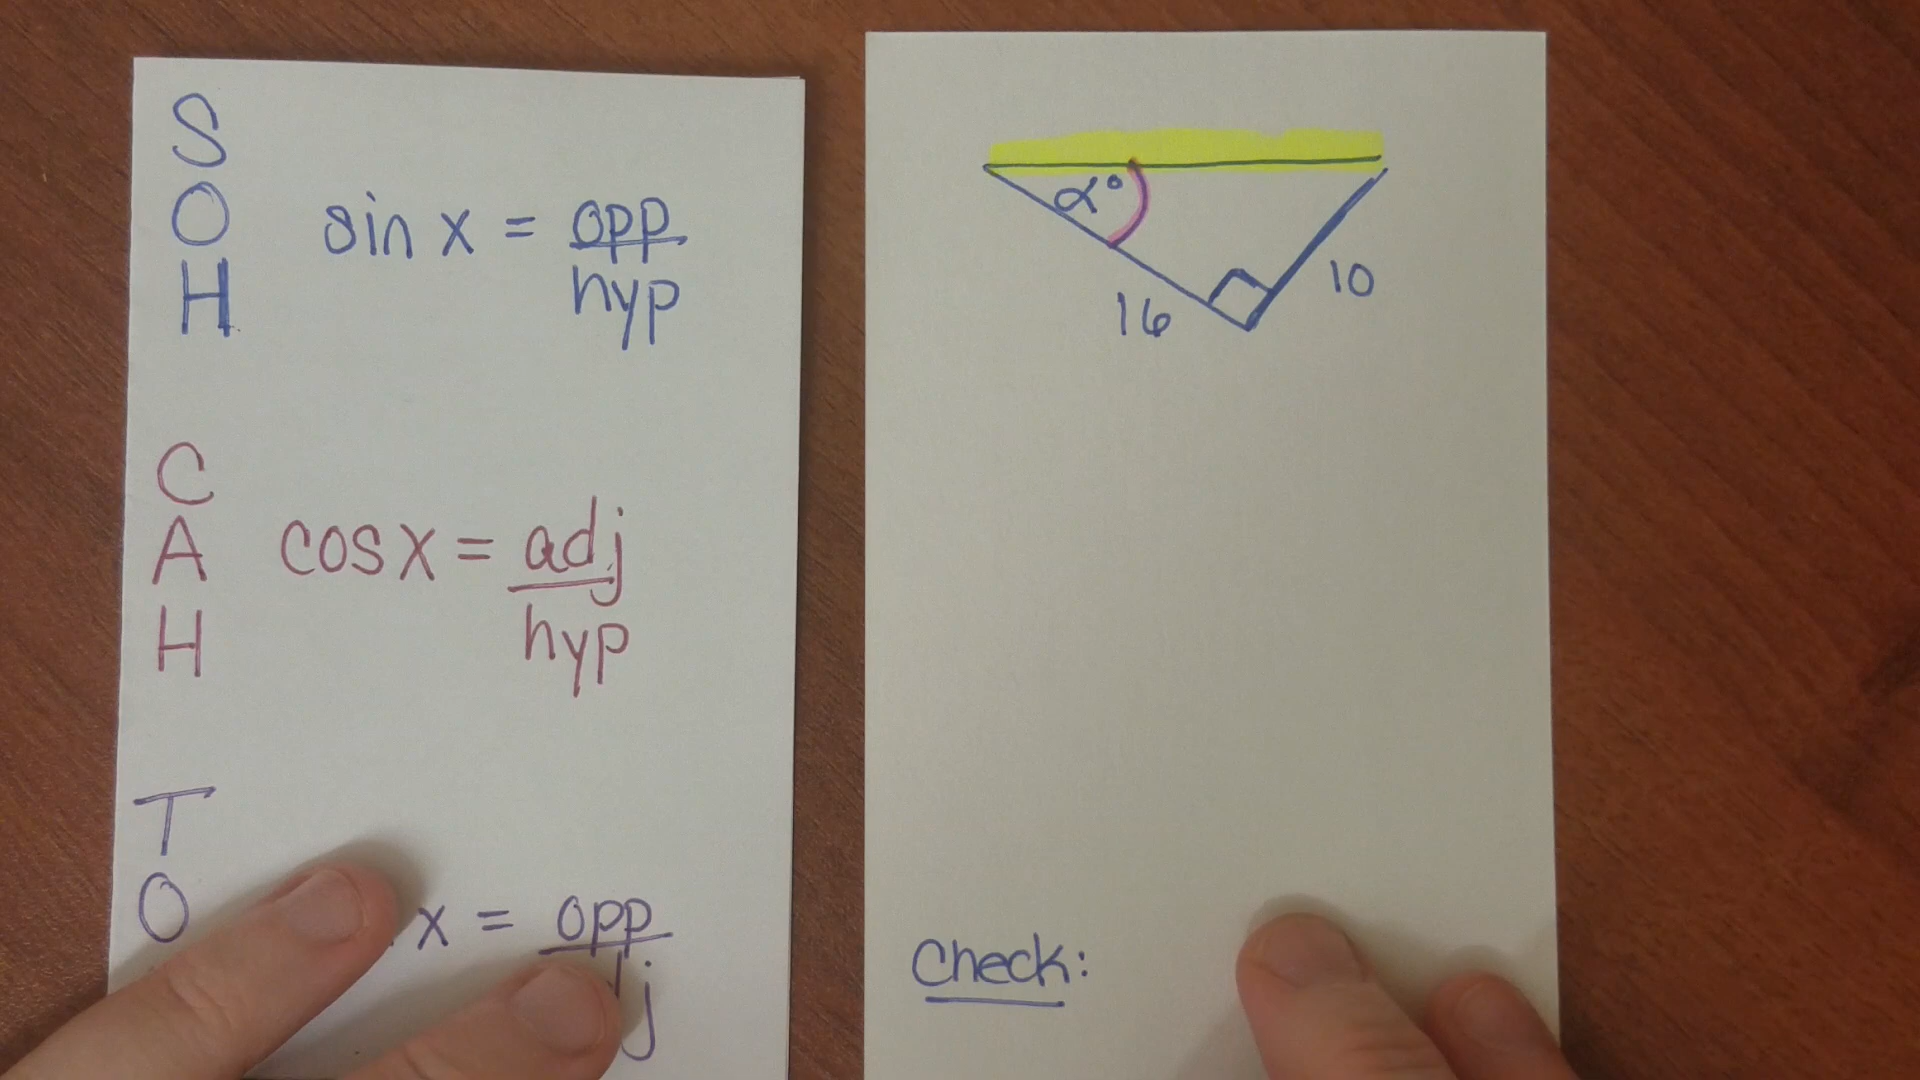 S
O
H
sin x = opp
hyp
C
A
H
cos x = adj
hyp
T
O
x = opp
α°
16
10
Check: